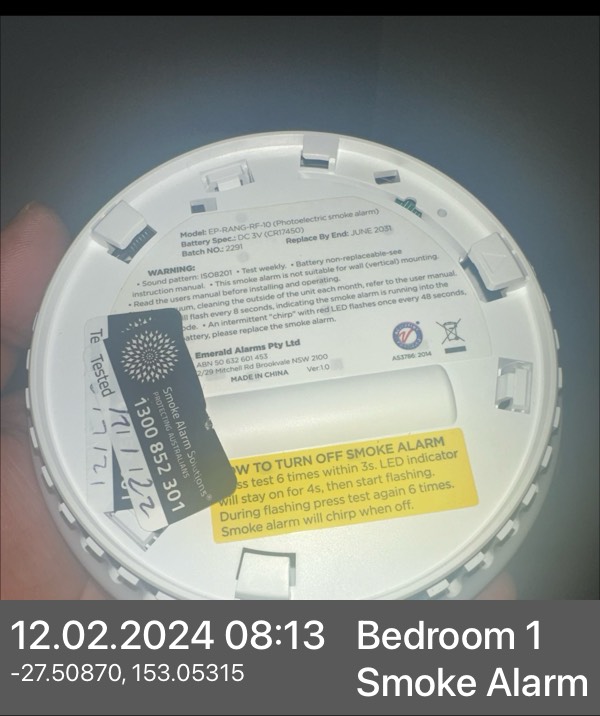 Model: EP-RANG-RF-10 (Photoelectric smoke alarm)
Battery Spec.: DC 3V (CR17450)
Replace By End: JUNE 2031
Batch NO.: 2291
WARNING:
• Sound pattern: ISO8201 • Test weekly. • Battery non-replaceable-see
instruction manual. • This smoke alarm is not suitable for wall (vertical) mounting.
• Read the users manual before installing and operating.
cleaning the outside of the unit each month, refer to the user manual.
flash every 8 seconds, indicating the smoke alarm is running into the
• An intermittent "chirp" with red LED flashes once every 48 seconds.
please replace the smoke alarm.
Emerald Alarms Pty Ltd
ABN 50 632 601 453
2/29 Mitchell Rd Brookvale NSW 2100
MADE IN CHINA Ver:1.0
AS3786: 2014
Tested
Smoke Alarm Solutions®
PROTECTING AUSTRALIANS
1300 852 301
TO TURN OFF SMOKE ALARM
test 6 times within 3s. LED indicator
will stay on for 4s, then start flashing.
During flashing press test again 6 times.
Smoke alarm will chirp when off.
12.02.2024 08:13
-27.50870, 153.05315
Bedroom 1
Smoke Alarm